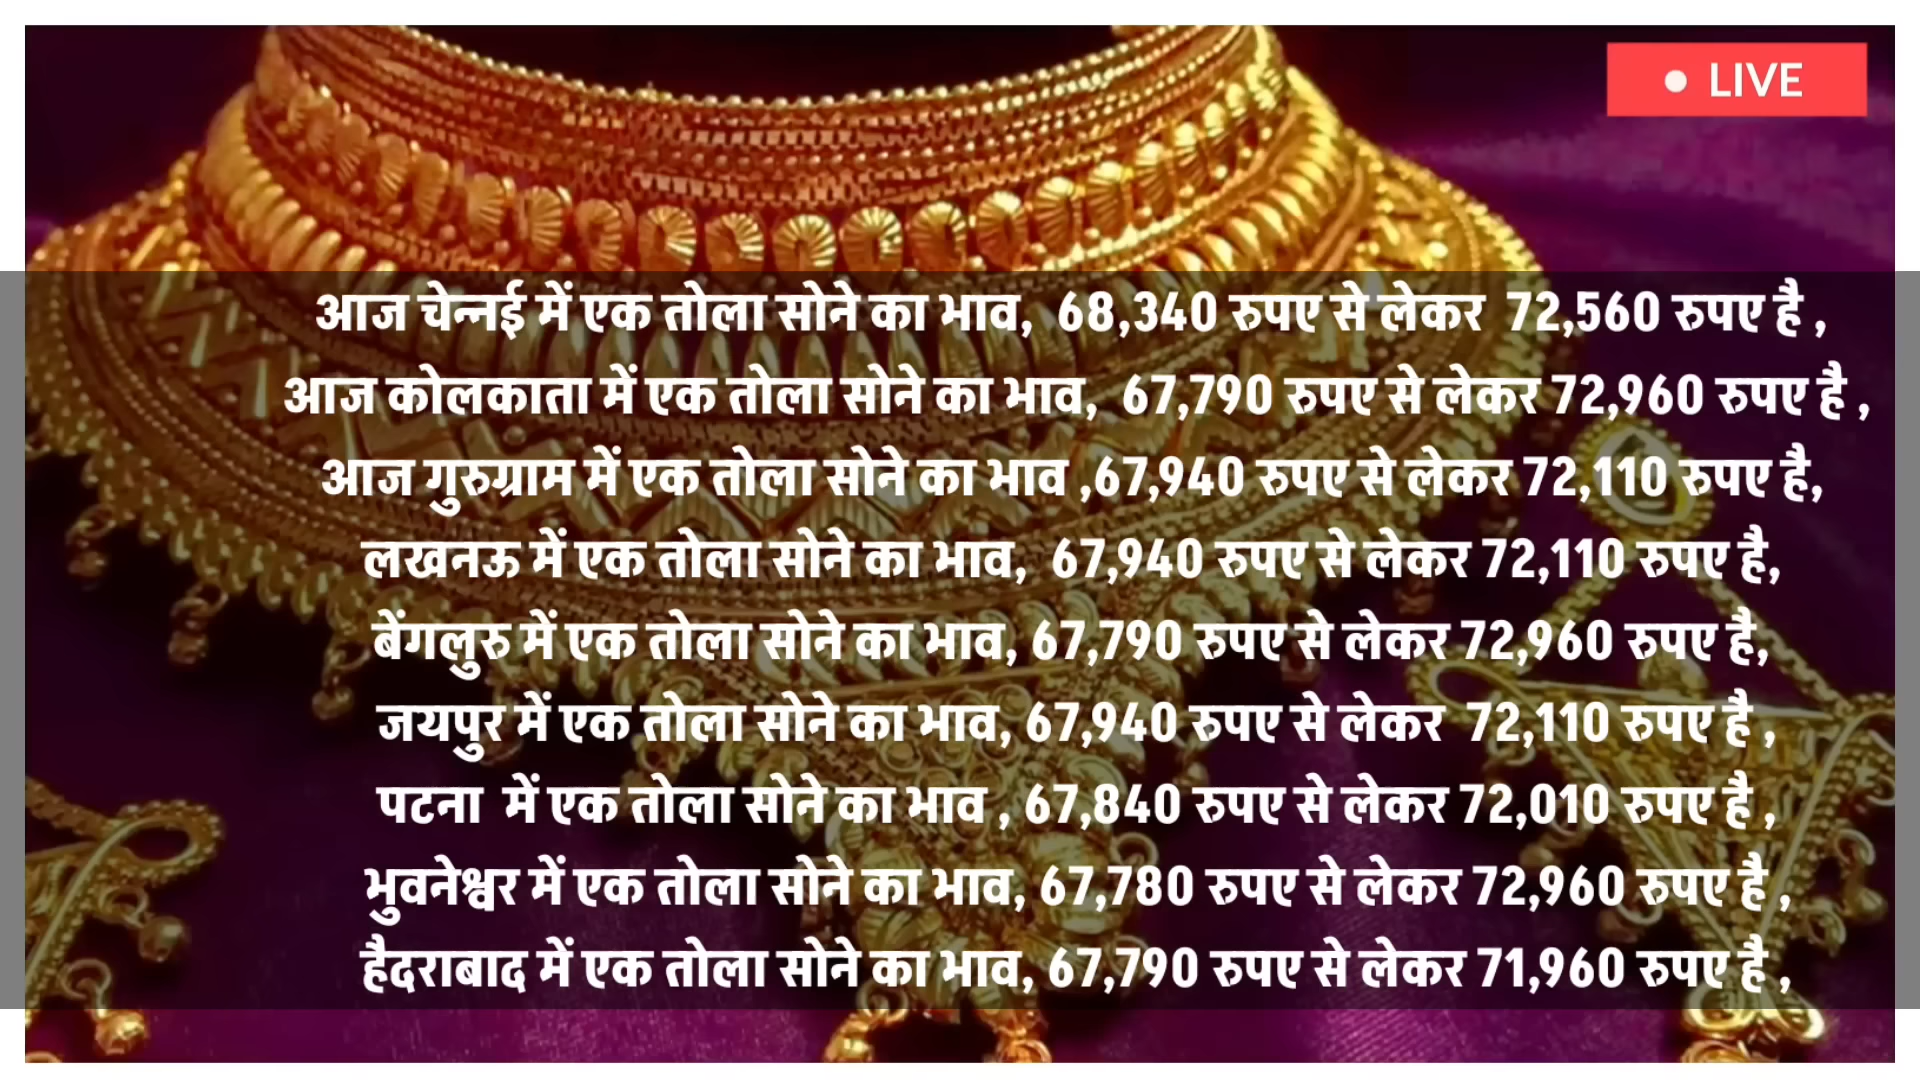 LIVE
आज चेन्नई में एक तोला सोने का भाव, 68,340 रुपए से लेकर 72,560 रुपए है ,
आज कोलकाता में एक तोला सोने का भाव, 67,790 रुपए से लेकर 72,960 रुपए है ,
आज गुरुग्राम में एक तोला सोने का भाव ,67,940 रुपए से लेकर 72,110 रुपए है,
लखनऊ में एक तोला सोने का भाव, 67,940 रुपए से लेकर 72,110 रुपए है,
बेंगलुरु में एक तोला सोने का भाव, 67,790 रुपए से लेकर 72,960 रुपए है,
जयपुर में एक तोला सोने का भाव, 67,940 रुपए से लेकर 72,110 रुपए है ,
पटना में एक तोला सोने का भाव , 67,840 रुपए से लेकर 72,010 रुपए है ,
भुवनेश्वर में एक तोला सोने का भाव, 67,780 रुपए से लेकर 72,960 रुपए है ,
हैदराबाद में एक तोला सोने का भाव, 67,790 रुपए से लेकर 71,960 रुपए है ,